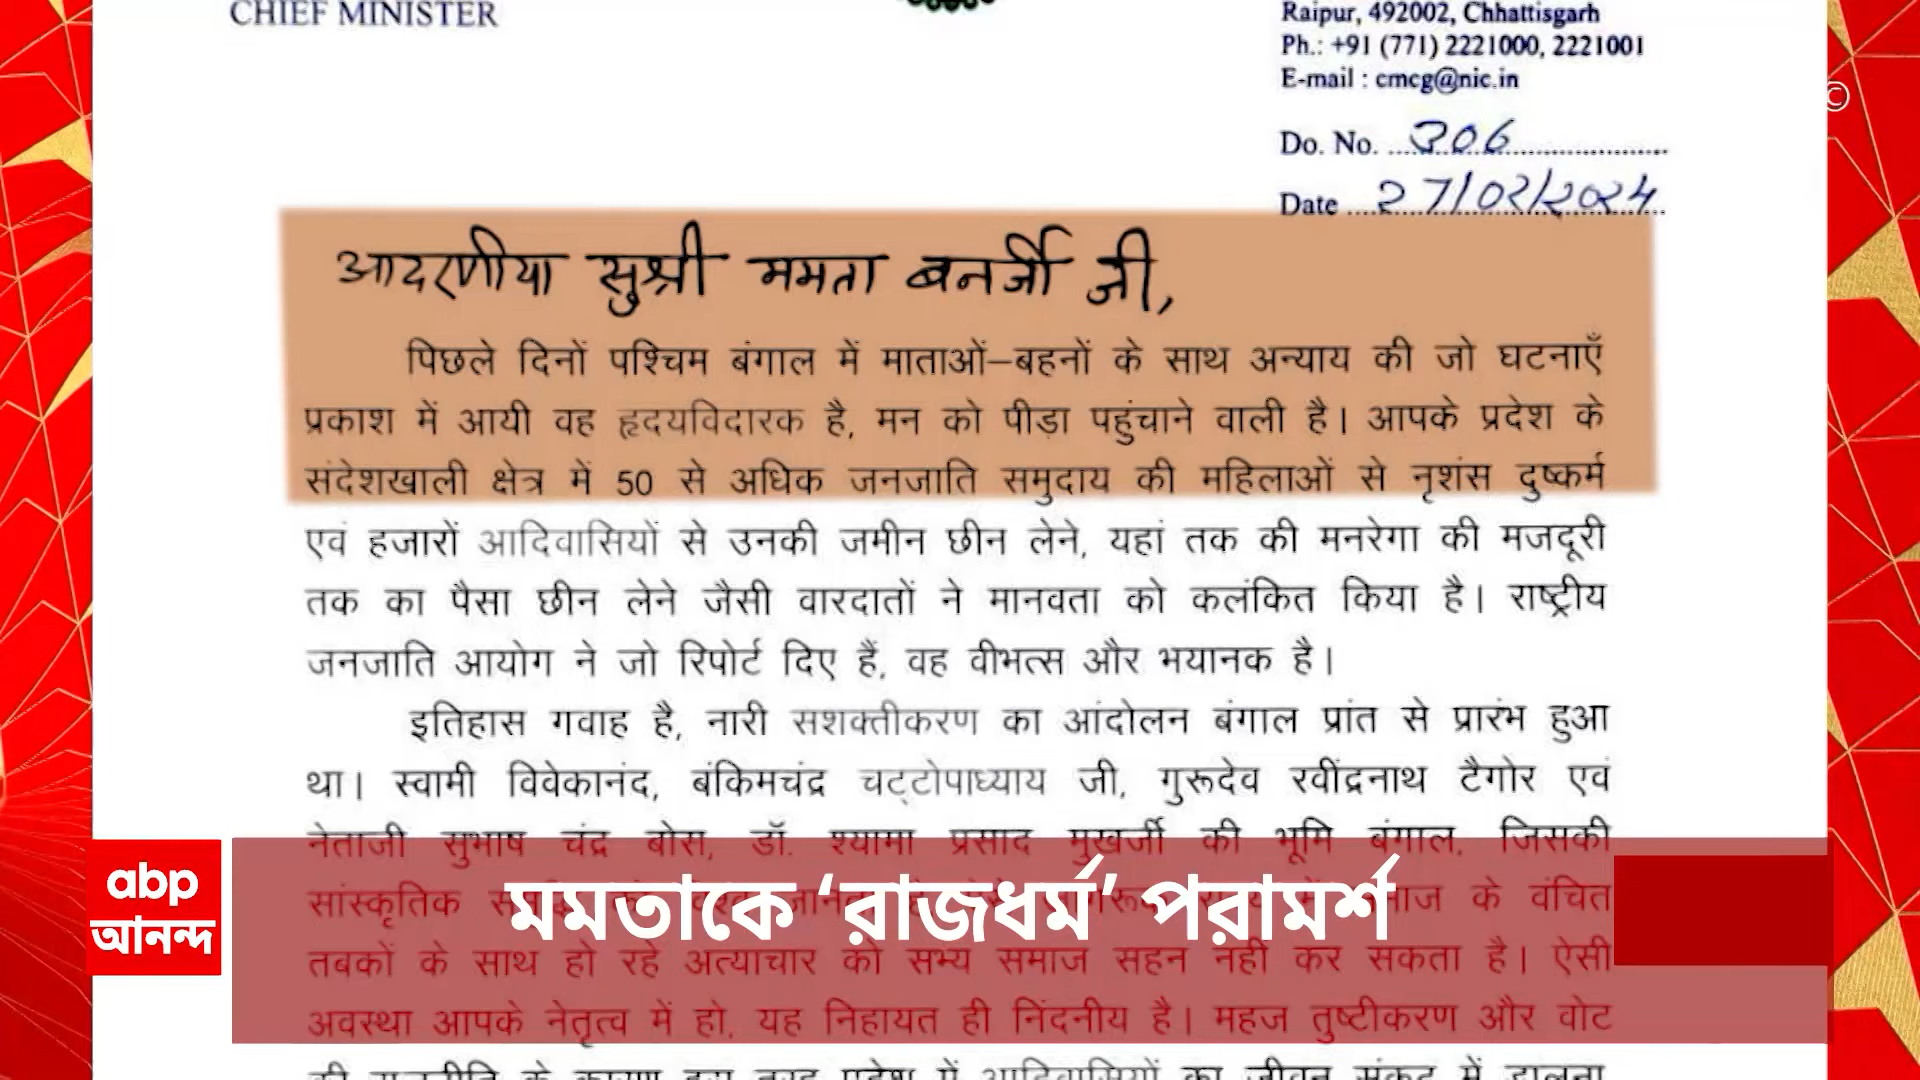 CHIEF MINISTER
Raipur, 492002, Chhattisgarh
Ph.: +91 (771) 2221000, 2221001
E-mail : cmcg@nic.in
©
Do. No. ...306...
Date ...27/02/2024...
आदरणीया सुश्री ममता बनर्जी जी,
पिछले दिनों पश्चिम बंगाल में माताओं–बहनों के साथ अन्याय की जो घटनाएँ
प्रकाश में आयी वह हृदयविदारक है, मन को पीड़ा पहुंचाने वाली है। आपके प्रदेश के
संदेशखाली क्षेत्र में 50 से अधिक जनजाति समुदाय की महिलाओं से नृशंस दुष्कर्म
एवं हजारों आदिवासियों से उनकी जमीन छीन लेने, यहां तक की मनरेगा की मजदूरी
तक का पैसा छीन लेने जैसी वारदातों ने मानवता को कलंकित किया है। राष्ट्रीय
जनजाति आयोग ने जो रिपोर्ट दिए हैं, वह वीभत्स और भयानक है।
इतिहास गवाह है, नारी सशक्तीकरण का आंदोलन बंगाल प्रांत से प्रारंभ हुआ
था। स्वामी विवेकानंद, बंकिमचंद्र चट्टोपाध्याय जी, गुरूदेव रवींद्रनाथ टैगोर एवं
नेताजी सुभाष चंद्र बोस, डॉ. श्यामा प्रसाद मुखर्जी की भूमि बंगाल, जिसकी
सांस्कृतिक के वंचित
মমতাকে ‘রাজধর্ম’ পরামর্শ
तबकों के साथ हो रहे अत्याचार को सभ्य समाज सहन नहीं कर सकता है। ऐसी
अवस्था आपके नेतृत्व में हो, यह निहायत ही निंदनीय है। महज तुष्टीकरण और वोट
abp
আনন্দ